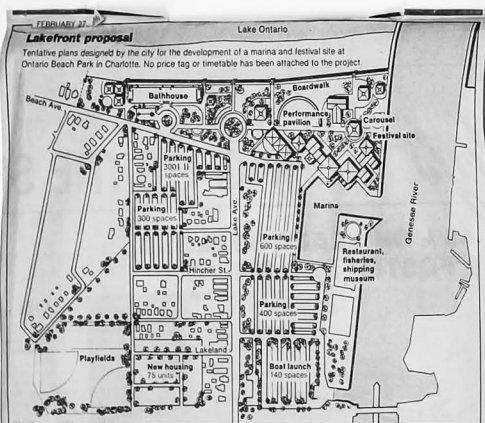 FEBRUARY 27
Lake Ontario
Lakefront proposal
Tentative plans designed by the city for the development of a marina and festival site at
Ontario Beach Park in Charlotte. No price tag or timetable has been attached to the project.
Boardwalk
Bathhouse
Beach Ave.
Performance
pavilion
Carousel
Festival site
Parking
spaces
Parking
300 spaces
Lake Ave.
Marina
Genesee River
Parking
600 spaces
Restaurant,
fisheries,
shipping
museum
Hincher St.
Parking
400 spaces
Lakeland
Playfields
New housing
75 units
Boat launch
140 spaces